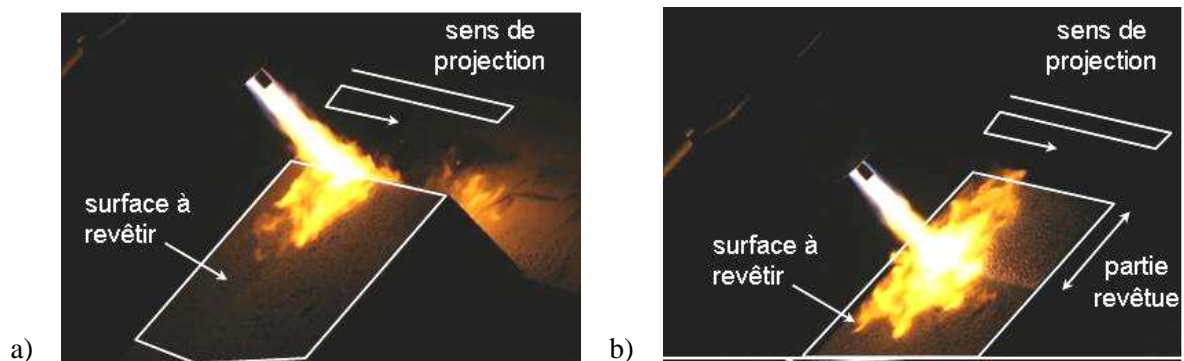 sens de
projection
surface à
revêtir
a)
sens de
projection
surface à
revêtir
partie
revêtue
b)